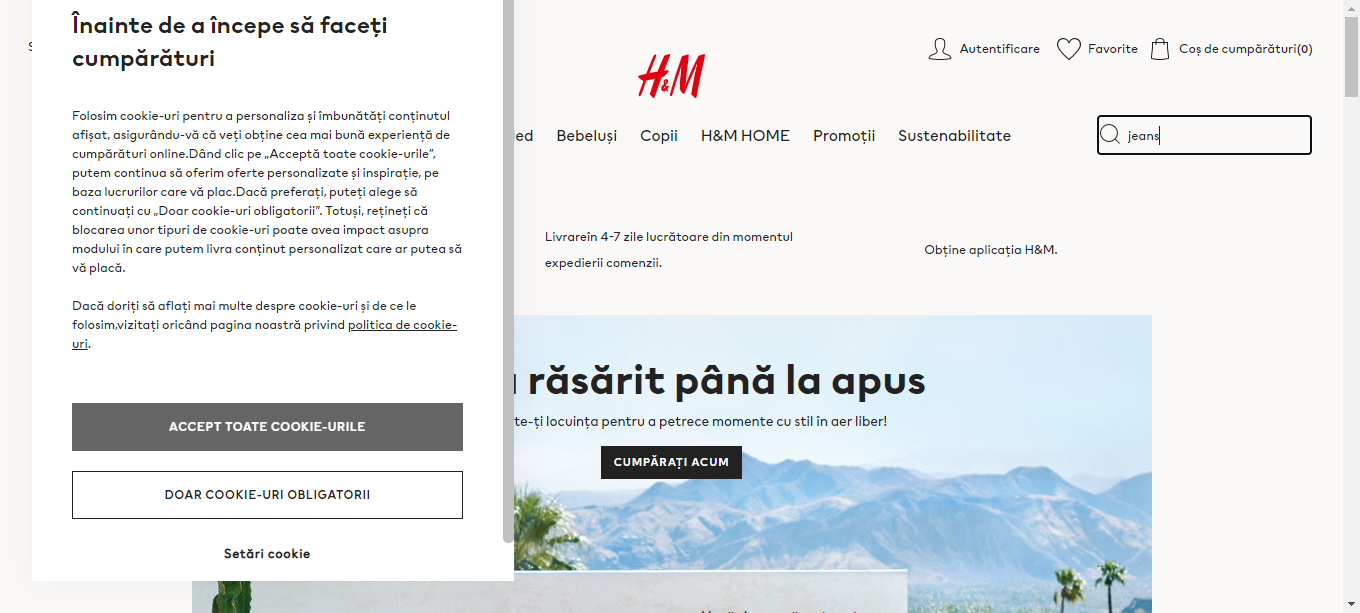 Înainte de a începe să faceți
cumpărături
Folosim cookie-uri pentru a personaliza și îmbunătăți conținutul
afișat, asigurându-vă că veți obține cea mai bună experiență de
cumpărături online.Dând clic pe „Acceptă toate cookie-urile”,
putem continua să oferim oferte personalizate și inspirație, pe
baza lucrurilor care vă plac.Dacă preferați, puteți alege să
continuați cu „Doar cookie-uri obligatorii”. Totuși, rețineți că
blocarea unor tipuri de cookie-uri poate avea impact asupra
modului în care putem livra conținut personalizat care ar putea să
vă placă.
Dacă doriți să aflați mai multe despre cookie-uri și de ce le
folosim,vizitați oricând pagina noastră privind politica de cookie-
uri.
ACCEPT TOATE COOKIE-URILE
DOAR COOKIE-URI OBLIGATORII
Setări cookie
Autentificare Favorite Coș de cumpărături(0)
H&M
Bebeluși Copii H&M HOME Promoții Sustenabilitate
jeans
Livrareîn 4-7 zile lucrătoare din momentul
expedierii comenzii.
Obține aplicația H&M.
răsărit până la apus
te-ți locuința pentru a petrece momente cu stil în aer liber!
CUMPĂRAȚI ACUM